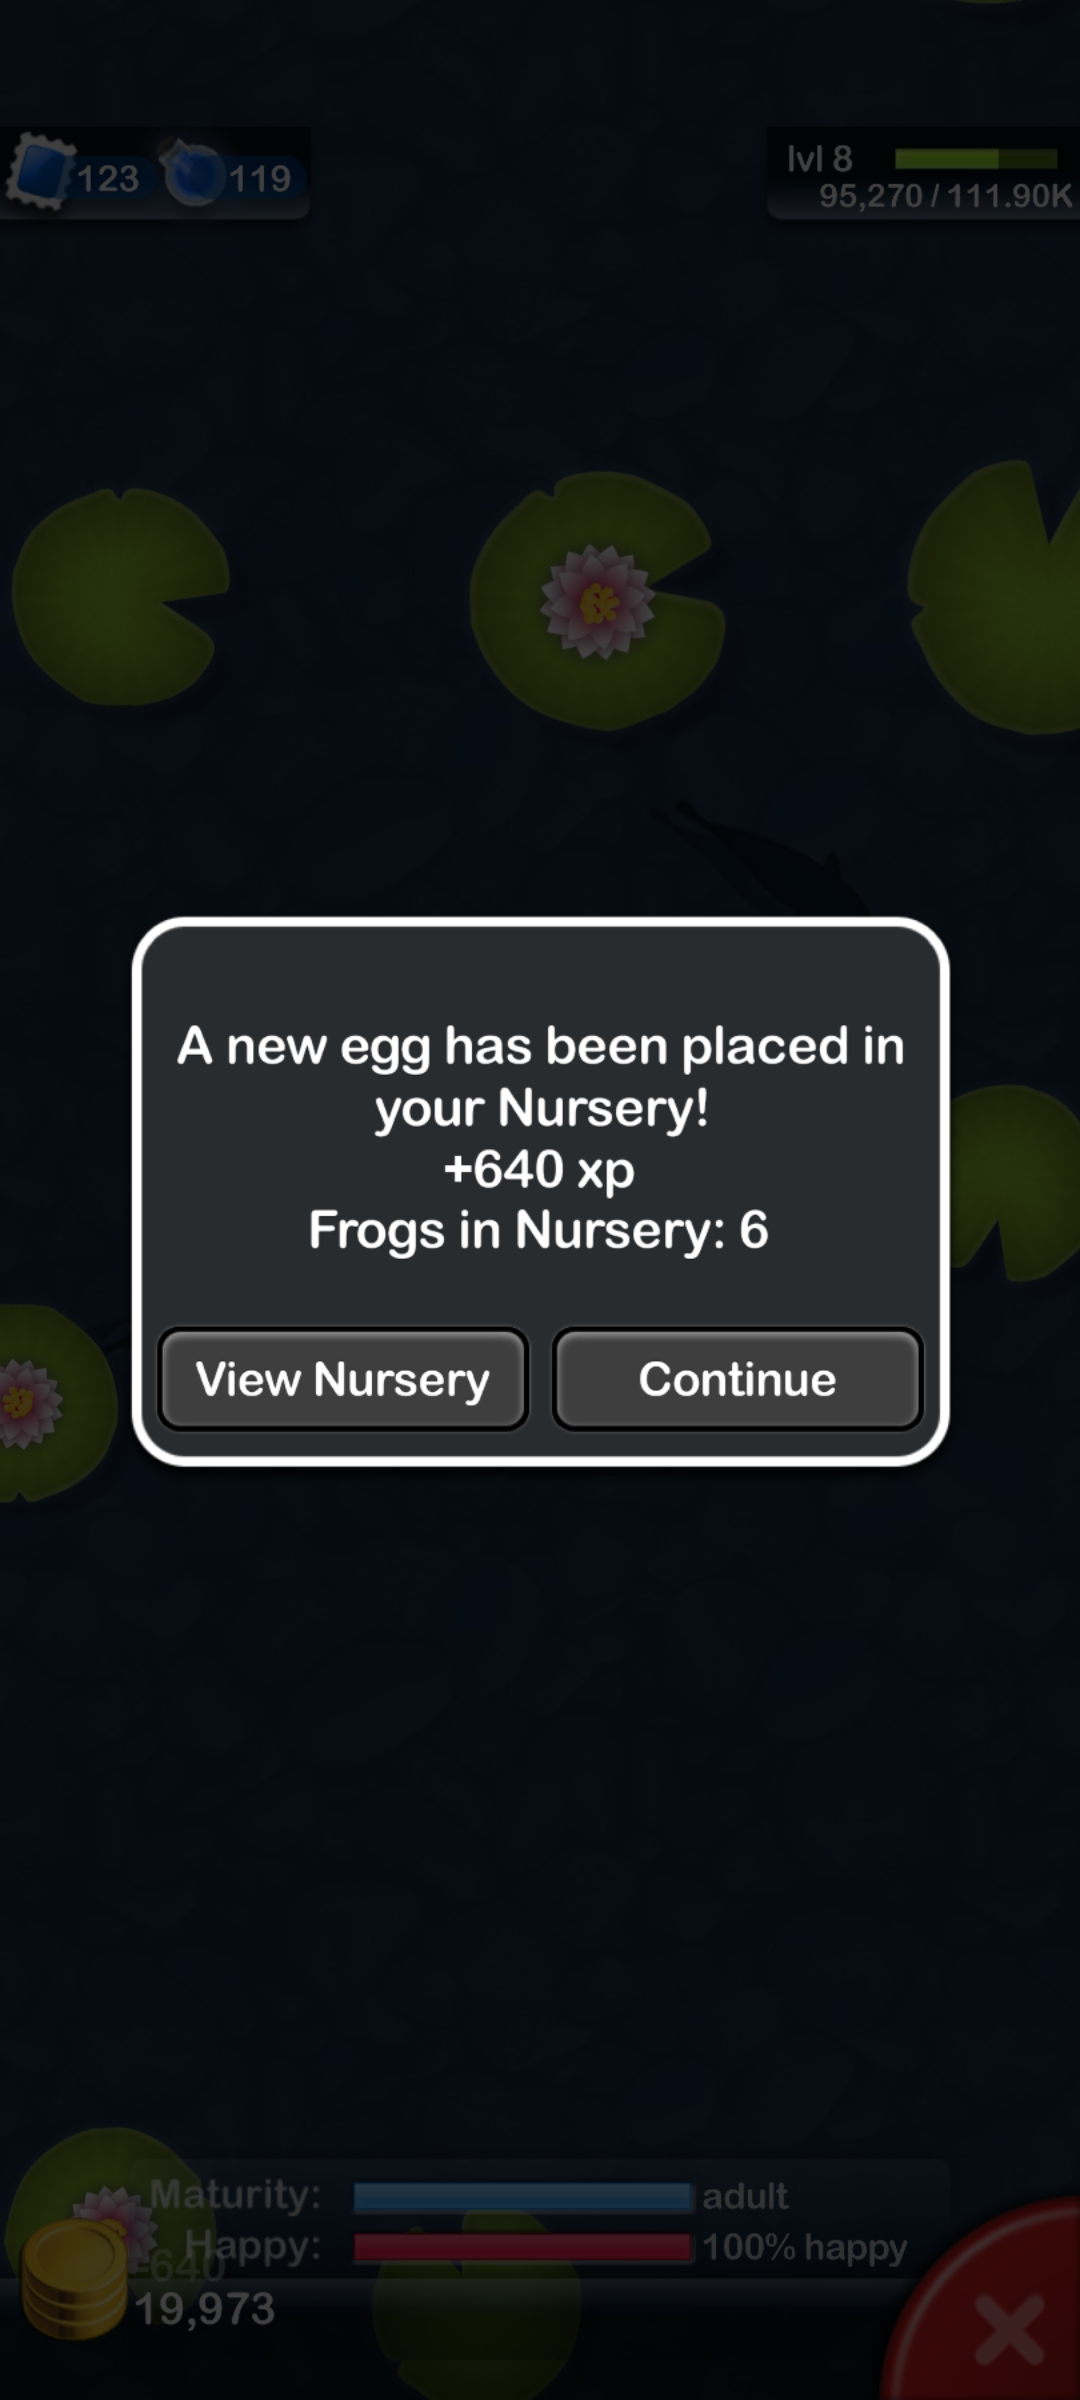 123 119
lvl 8
95,270 / 111.90K
A new egg has been placed in
your Nursery!
+640 xp
Frogs in Nursery: 6
View Nursery Continue
Maturity: adult
Happy: 100% happy
-640
19,973